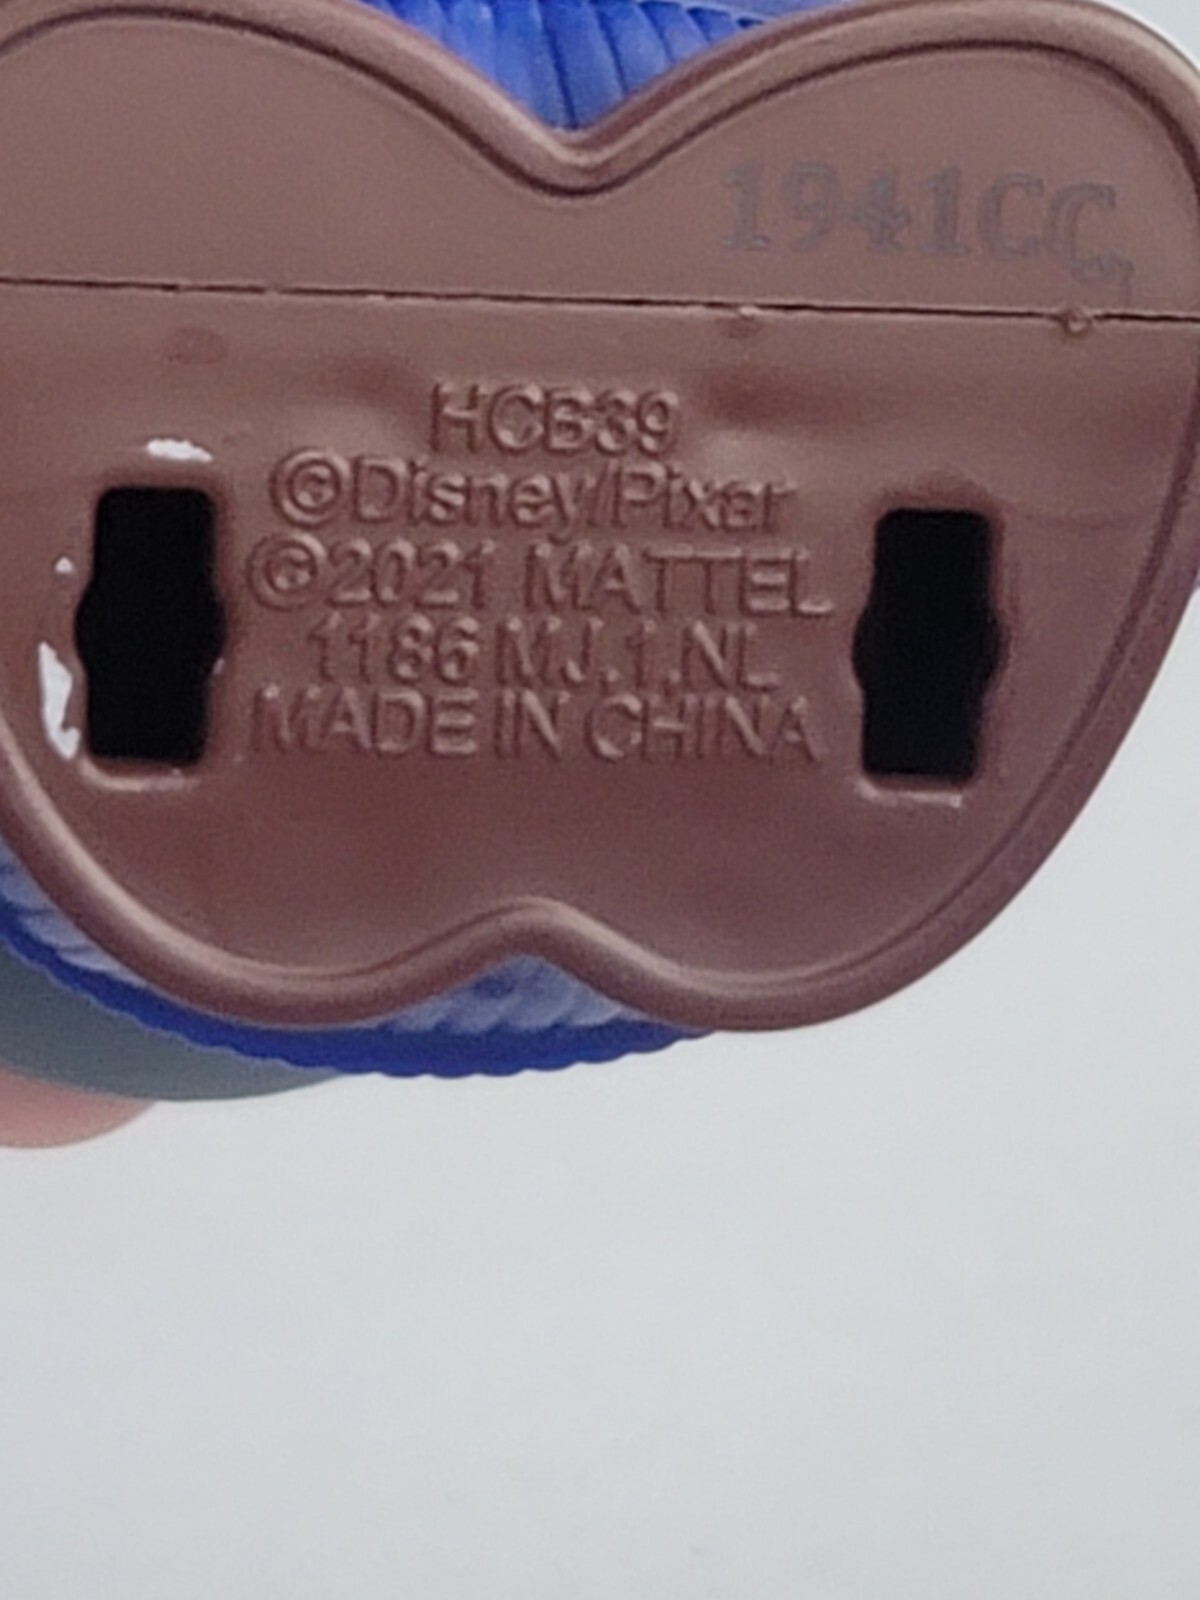 1941CC
HCB39
©Disney/Pixar
©2021 MATTEL
1186 MJ.1.NL
MADE IN CHINA